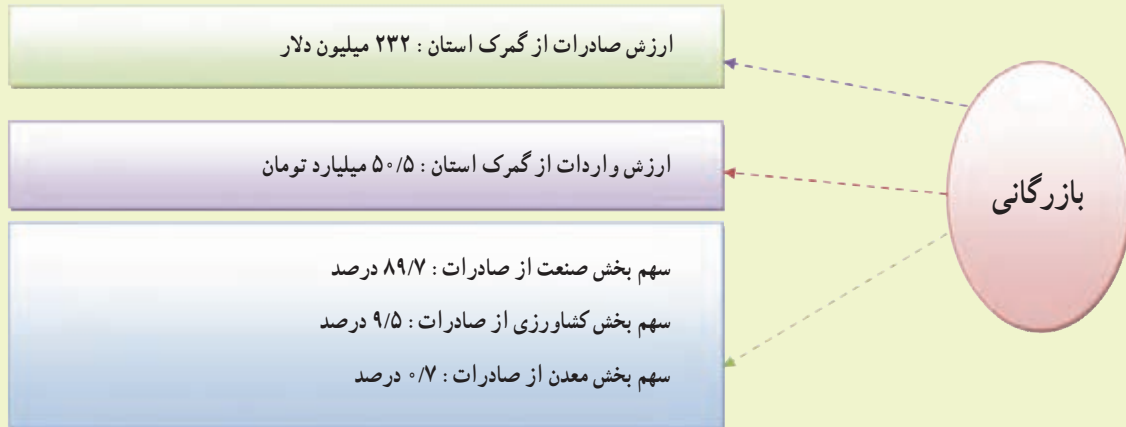 ارزش صادرات از گمرک استان : ۲۳۲ میلیون دلار
ارزش واردات از گمرک استان : ۵۰/۵ میلیارد تومان
بازرگانی
سهم بخش صنعت از صادرات : ۸۹/۷ درصد
سهم بخش کشاورزی از صادرات : ۹/۵ درصد
سهم بخش معدن از صادرات : ۰/۷ درصد